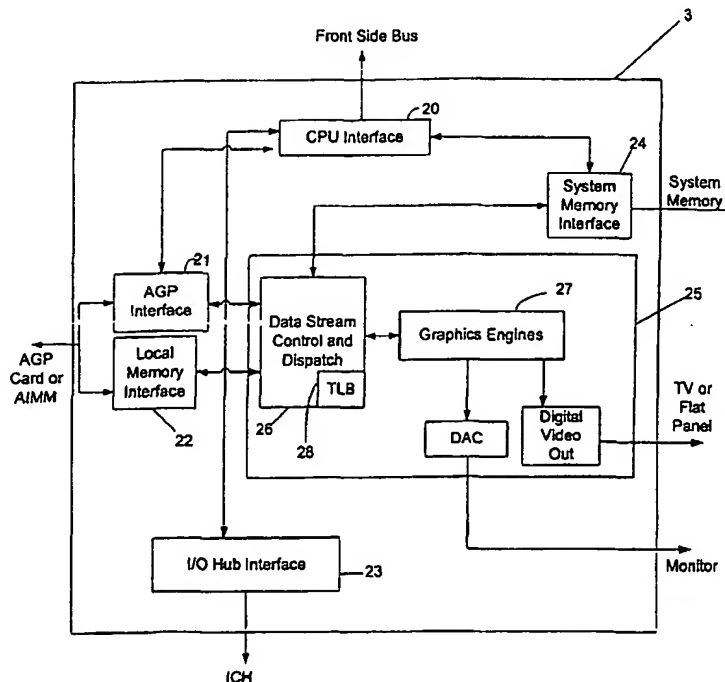 Front Side Bus
3
20
CPU Interface
24
System
Memory
Interface
System
Memory
21
AGP
Interface
27
25
Data Stream
Control and
Dispatch
Graphics Engines
AGP
Card or
AIMM
Local
Memory
Interface
TLB
22
26
28
DAC
Digital
Video
Out
TV or
Flat
Panel
I/O Hub Interface
23
Monitor
ICH